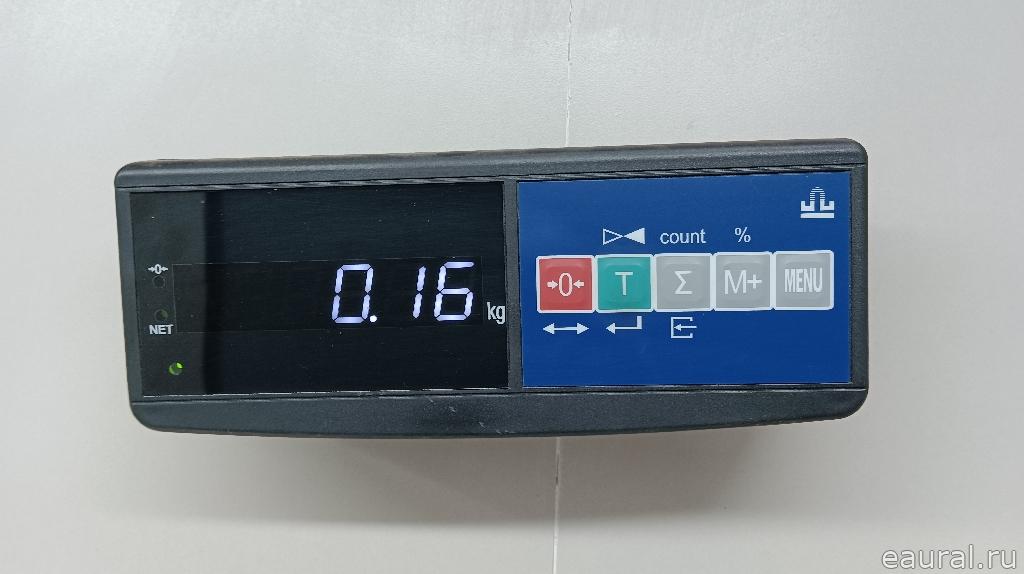 →0←
NET
0.16 kg
count %
→0← T Σ M+ MENU
eaural.ru